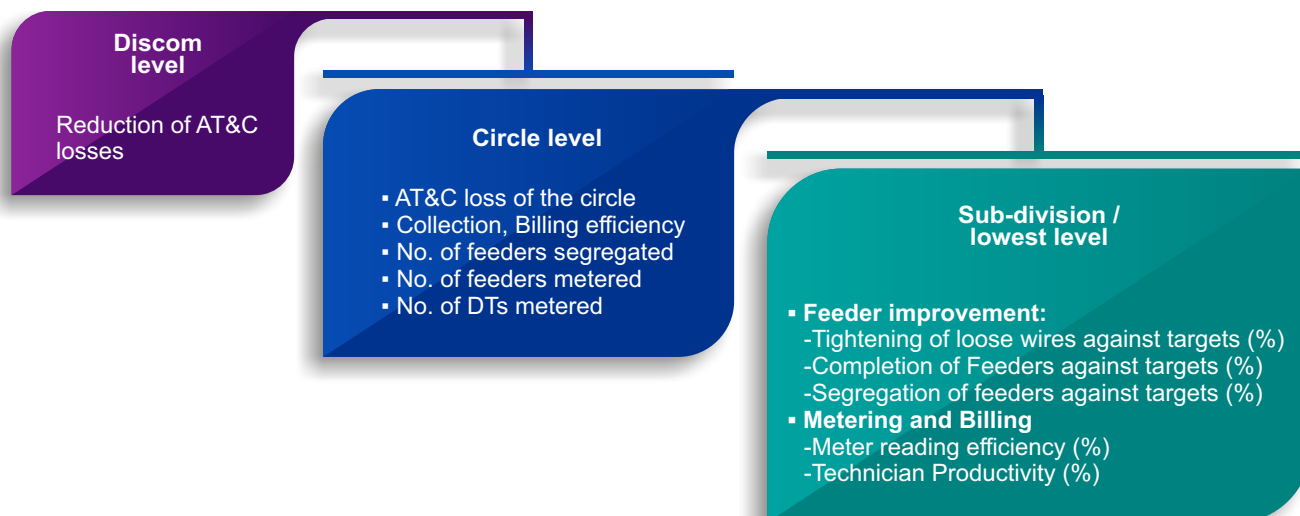 Discom
level
Reduction of AT&C
losses
Circle level
▪ AT&C loss of the circle
▪ Collection, Billing efficiency
▪ No. of feeders segregated
▪ No. of feeders metered
▪ No. of DTs metered
Sub-division /
lowest level
▪ Feeder improvement:
-Tightening of loose wires against targets (%)
-Completion of Feeders against targets (%)
-Segregation of feeders against targets (%)
▪ Metering and Billing
-Meter reading efficiency (%)
-Technician Productivity (%)